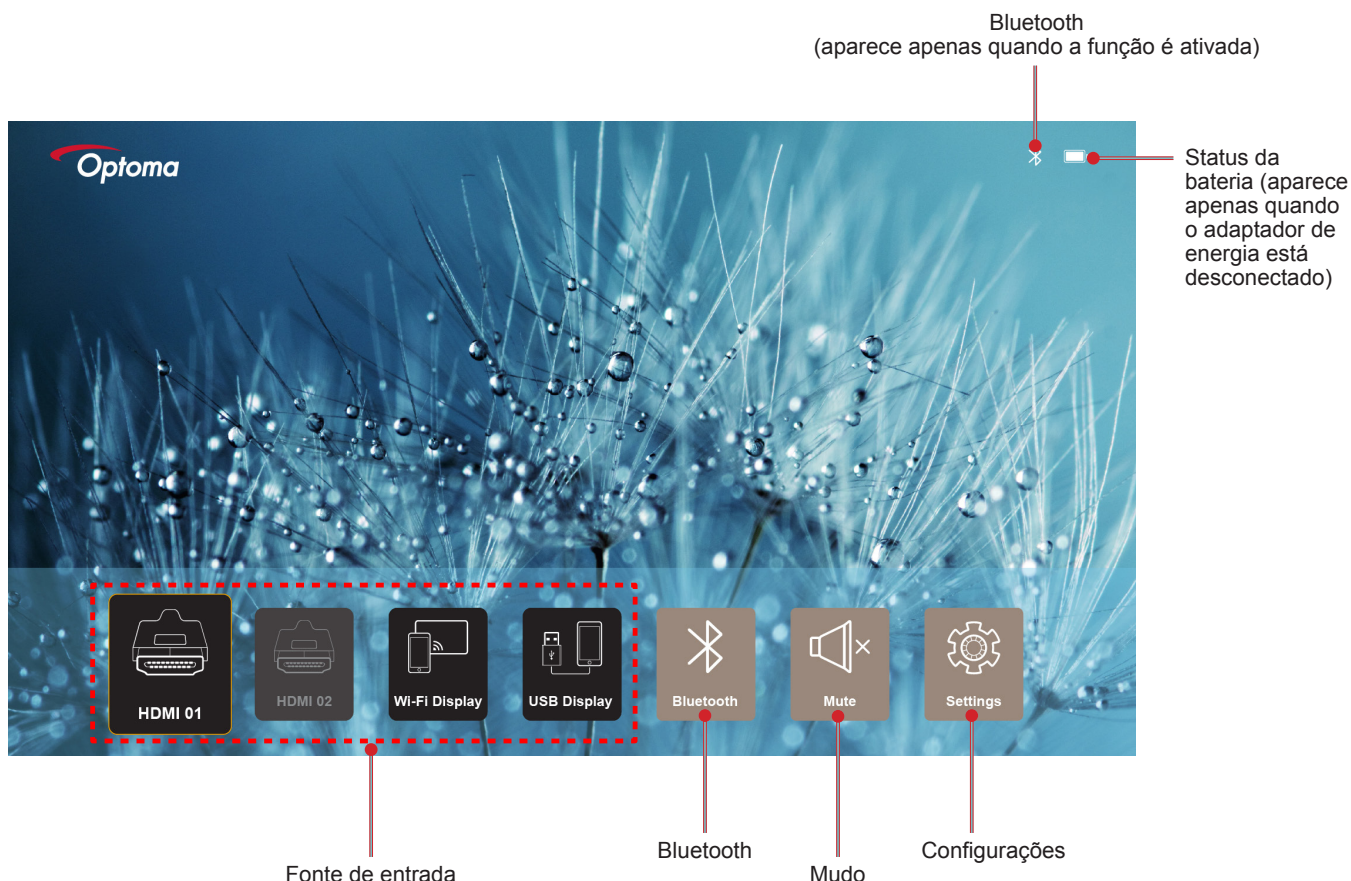 Bluetooth
(aparece apenas quando a função é ativada)
Optoma
Status da
bateria (aparece
apenas quando
o adaptador de
energia está
desconectado)
HDMI 01
HDMI 02
Wi-Fi Display
USB Display
Bluetooth
Mute
Settings
Bluetooth
Configurações
Fonte de entrada
Mudo